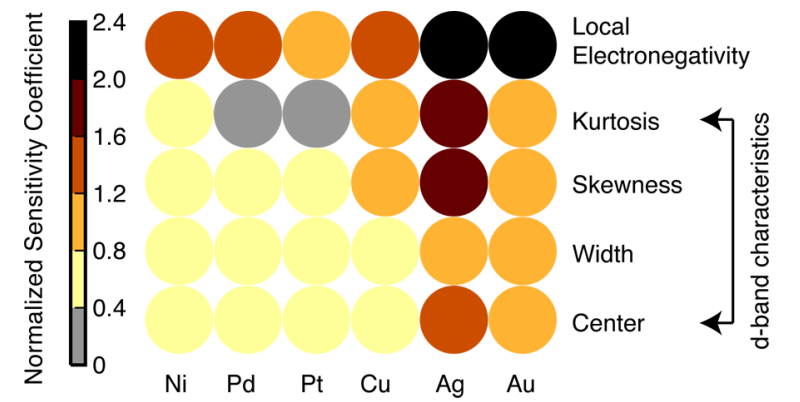 Normalized Sensitivity Coefficient
2.4
2.0
1.6
1.2
0.8
0.4
0
Local
Electronegativity
Kurtosis
Skewness
Width
Center
d-band characteristics
Ni Pd Pt Cu Ag Au